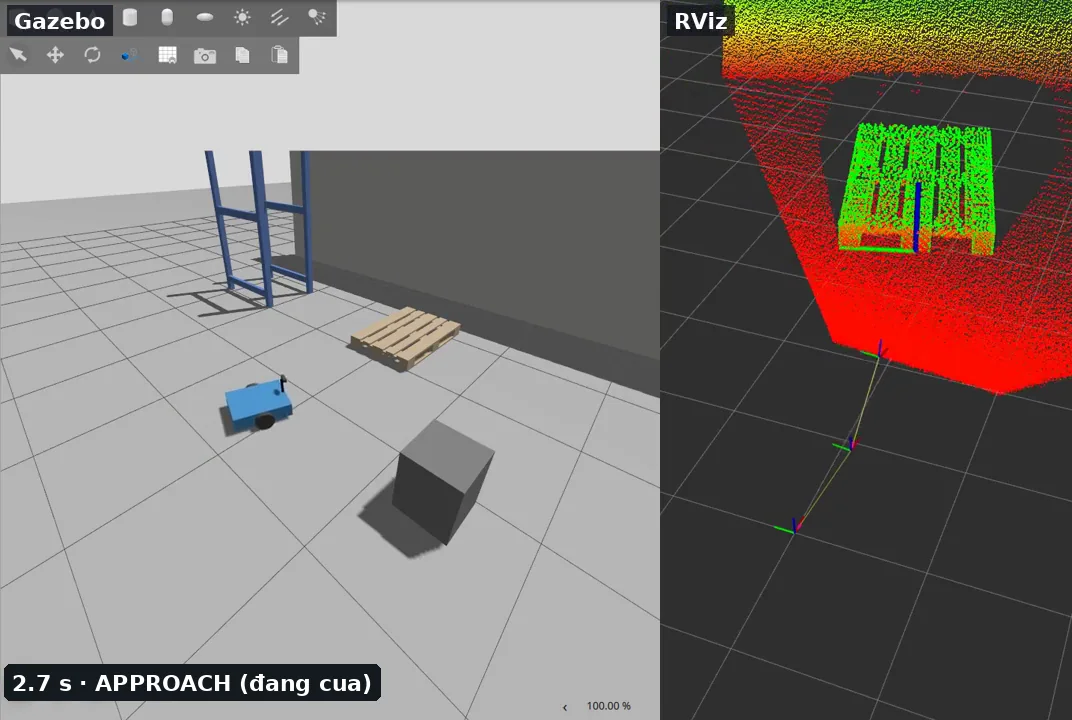 Gazebo
RViz
2.7 s · APPROACH (đang cua)
‹ 100.00 %